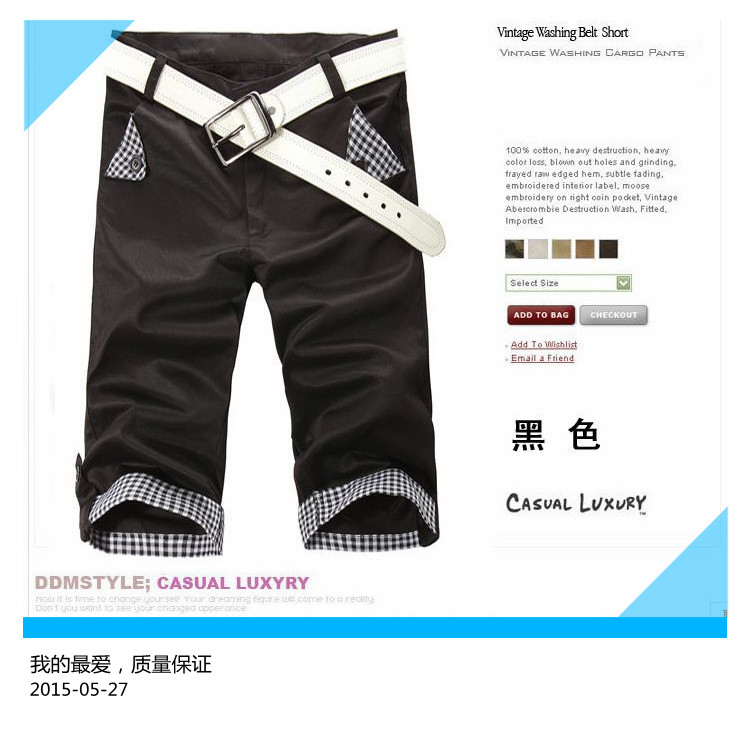 Vintage Washing Belt Short
VINTAGE WASHING CARGO PANTS
100% cotton, heavy destruction, heavy
color loss, blown out holes and grinding,
frayed raw edged hem, subtle fading,
embroidered interior label, moose
embroidery on right coin pocket, Vintage
Abercrombie Destruction Wash, Fitted,
Imported
Select Size
ADD TO BAG CHECKOUT
Add To Wishlist
Email a Friend
黑 色
CASUAL LUXURY™
DDMSTYLE; CASUAL LUXYRY
Now it is time to change yourself Your dreaming figure will come to a reality.
Don't you want to see your changed apperance
我的最爱，质量保证
2015-05-27